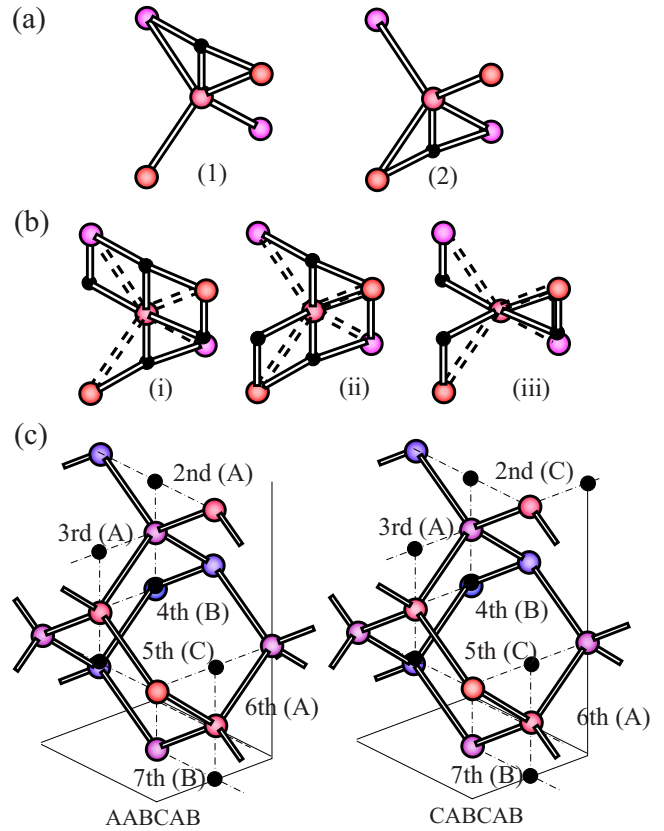 (a)
(1) (2)
(b)
(i) (ii) (iii)
(c)
2nd (A) 2nd (C)
3rd (A) 3rd (A)
4th (B) 4th (B)
5th (C) 5th (C)
6th (A) 6th (A)
7th (B) 7th (B)
AABCAB CABCAB